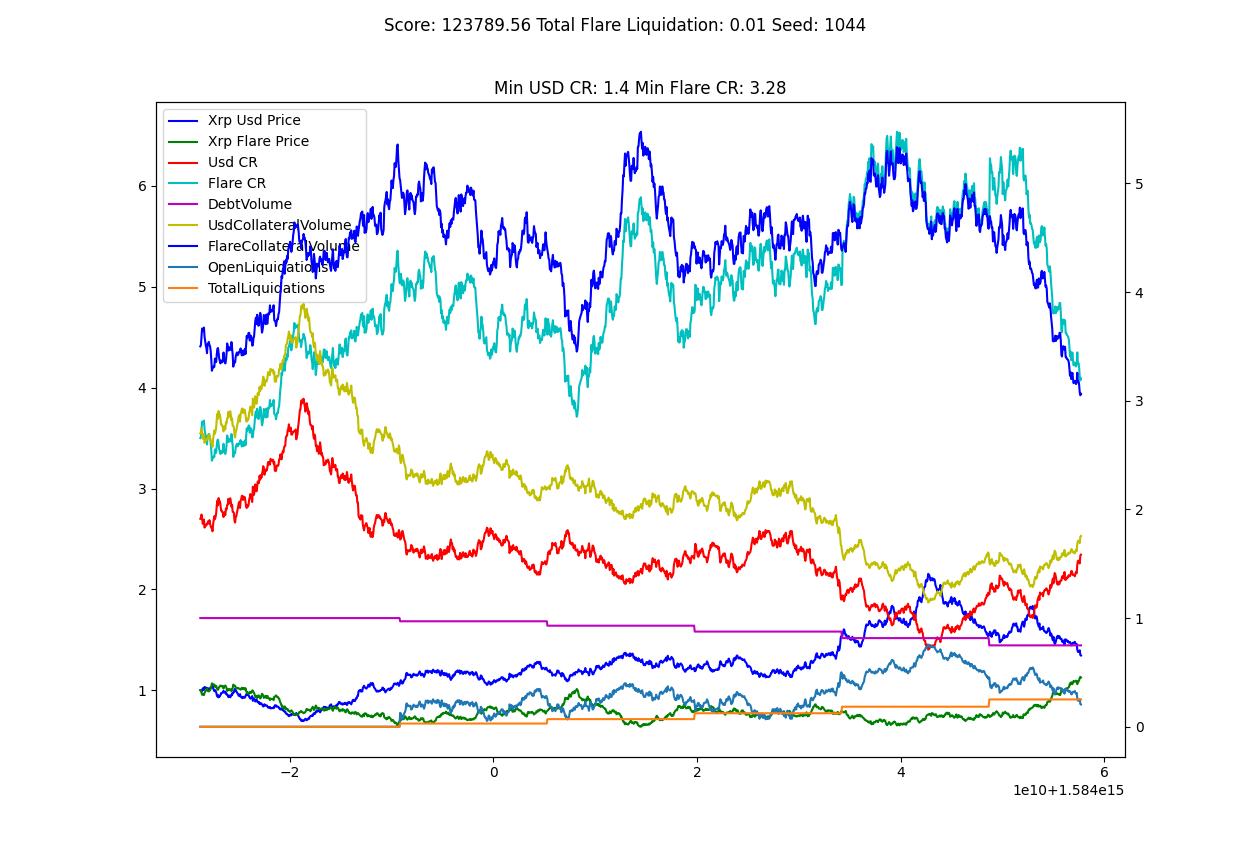 Score: 123789.56 Total Flare Liquidation: 0.01 Seed: 1044
Min USD CR: 1.4 Min Flare CR: 3.28
Xrp Usd Price
Xrp Flare Price
Usd CR
Flare CR
DebtVolume
UsdCollateralVolume
FlareCollateralVolume
OpenLiquidations
TotalLiquidations
6
5
4
3
2
1
5
4
3
2
1
0
−2
0
2
4
6
1e10+1.584e15